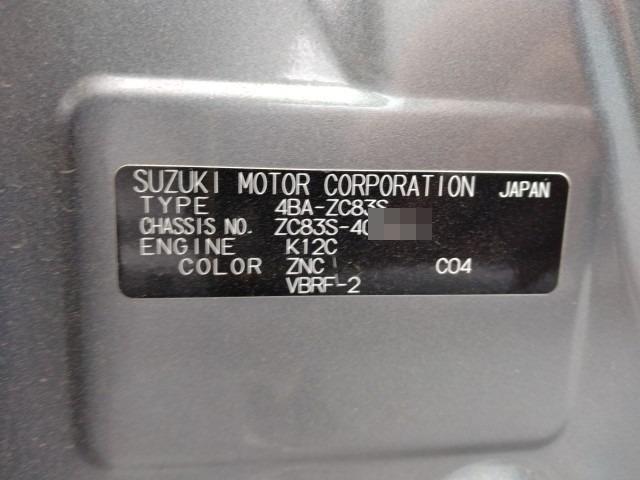 SUZUKI MOTOR CORPORATION JAPAN
TYPE 4BA-ZC83S
CHASSIS NO. ZC83S-40
ENGINE K12C
COLOR ZNC C04
VBRF-2